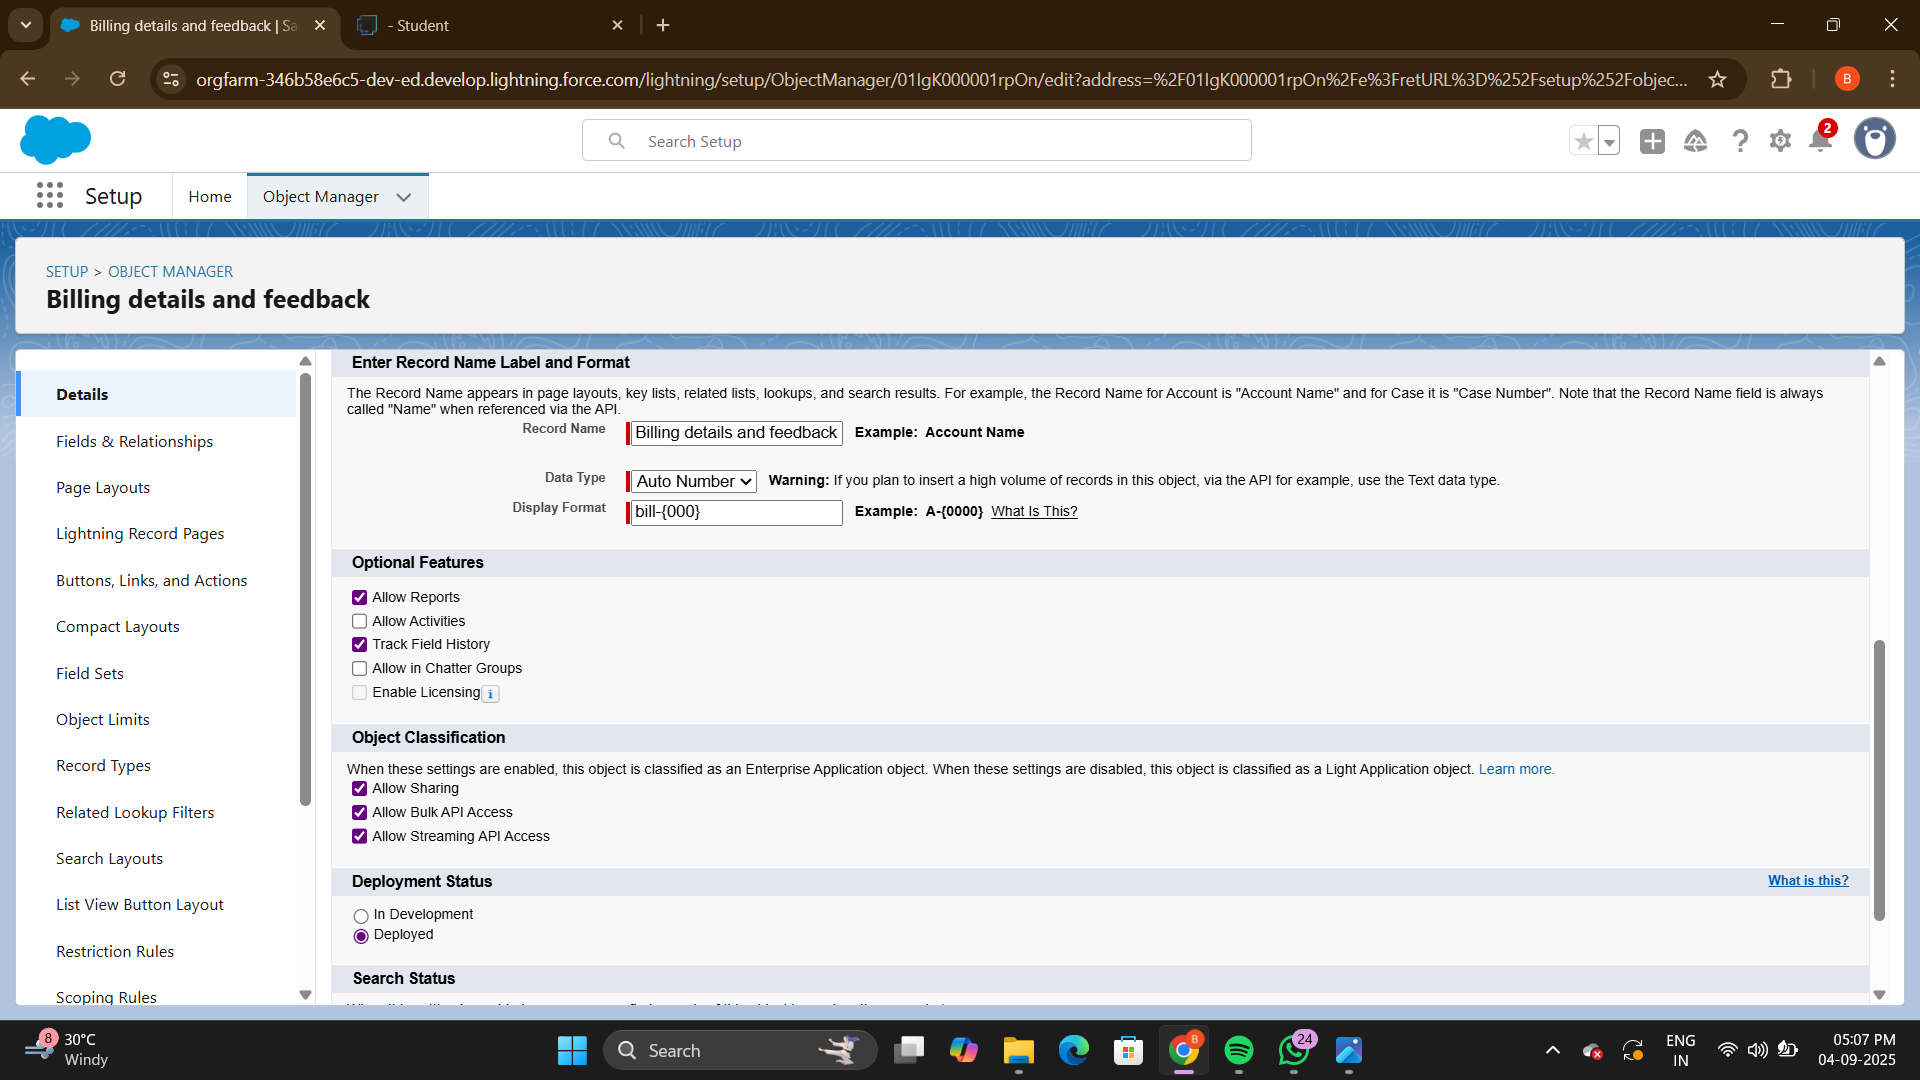 Billing details and feedback | Sa
- Student
orgfarm-346b58e6c5-dev-ed.develop.lightning.force.com/lightning/setup/ObjectManager/01IgK000001rpOn/edit?address=%2F01IgK000001rpOn%2Fe%3FretURL%3D%252Fsetup%252Fobjec...
B
Search Setup
2
Setup
Home
Object Manager
SETUP > OBJECT MANAGER
Billing details and feedback
Details
Fields & Relationships
Page Layouts
Lightning Record Pages
Buttons, Links, and Actions
Compact Layouts
Field Sets
Object Limits
Record Types
Related Lookup Filters
Search Layouts
List View Button Layout
Restriction Rules
Scoping Rules
Enter Record Name Label and Format
The Record Name appears in page layouts, key lists, related lists, lookups, and search results. For example, the Record Name for Account is "Account Name" and for Case it is "Case Number". Note that the Record Name field is always
called "Name" when referenced via the API.
Record Name Billing details and feedback Example: Account Name
Data Type Auto Number Warning: If you plan to insert a high volume of records in this object, via the API for example, use the Text data type.
Display Format bill-{000} Example: A-{0000} What Is This?
Optional Features
Allow Reports
Allow Activities
Track Field History
Allow in Chatter Groups
Enable Licensing i
Object Classification
When these settings are enabled, this object is classified as an Enterprise Application object. When these settings are disabled, this object is classified as a Light Application object. Learn more.
Allow Sharing
Allow Bulk API Access
Allow Streaming API Access
Deployment Status What is this?
In Development
Deployed
Search Status
8
30°C
Windy
Search
B
24
ENG
IN
05:07 PM
04-09-2025